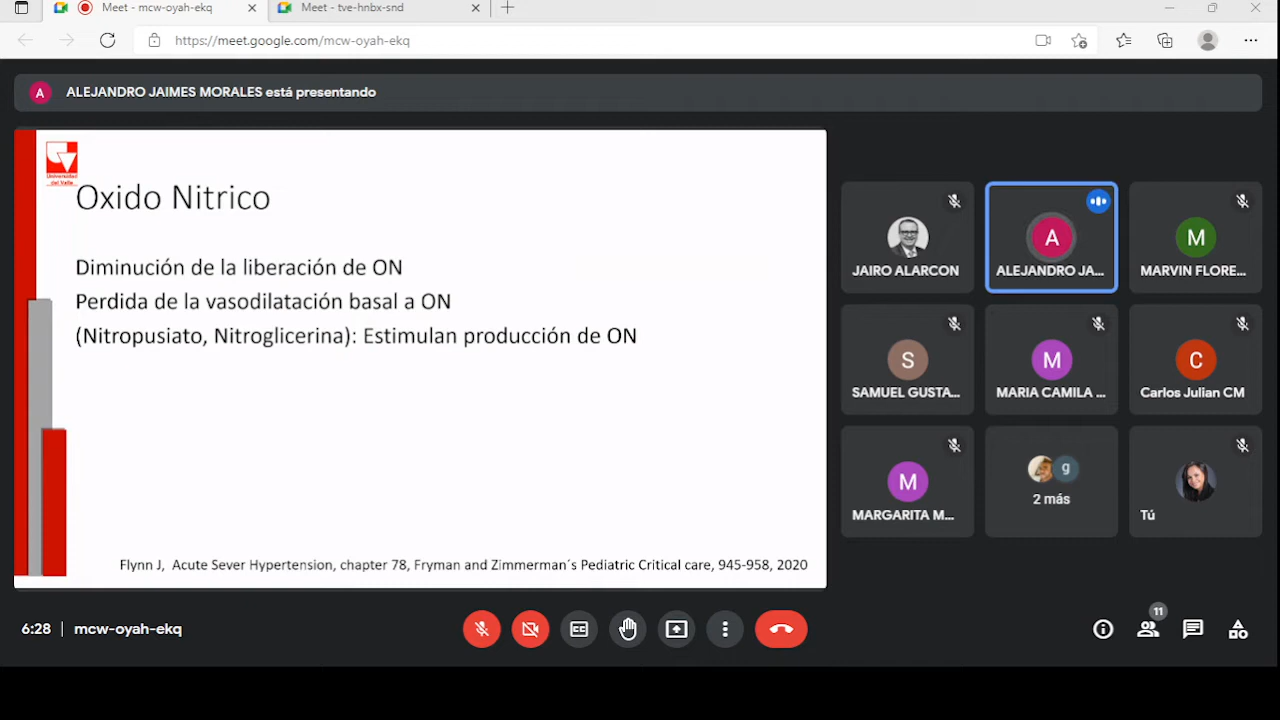 Meet - mcw-oyah-ekq
Meet - tve-hnbx-snd
https://meet.google.com/mcw-oyah-ekq
A
ALEJANDRO JAIMES MORALES está presentando
Universidad
del Valle
Oxido Nitrico
Diminución de la liberación de ON
Perdida de la vasodilatación basal a ON
(Nitropusiato, Nitroglicerina): Estimulan producción de ON
Flynn J, Acute Sever Hypertension, chapter 78, Fryman and Zimmerman´s Pediatric Critical care, 945-958, 2020
JAIRO ALARCON
A
ALEJANDRO JA...
M
MARVIN FLORE...
S
SAMUEL GUSTA...
M
MARIA CAMILA ...
C
Carlos Julian CM
M
MARGARITA M...
g
2 más
Tú
6:28 | mcw-oyah-ekq
CC
11